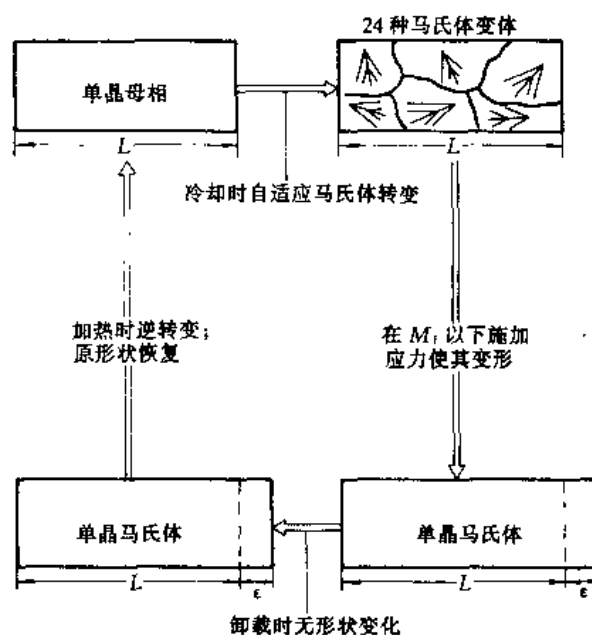 24 种马氏体变体
单晶母相
L
L
冷却时自适应马氏体转变
加热时逆转变；
原形状恢复
在 Mf 以下施加
应力使其变形
单晶马氏体
单晶马氏体
L
ε
L
ε
卸载时无形状变化